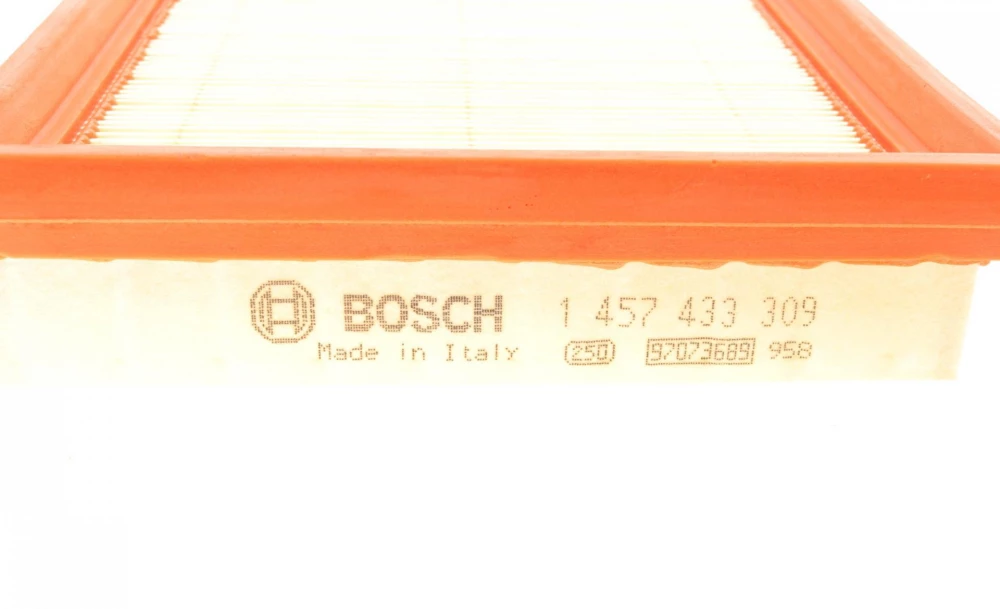 BOSCH 1 457 433 309
Made in Italy 250 97073689 958